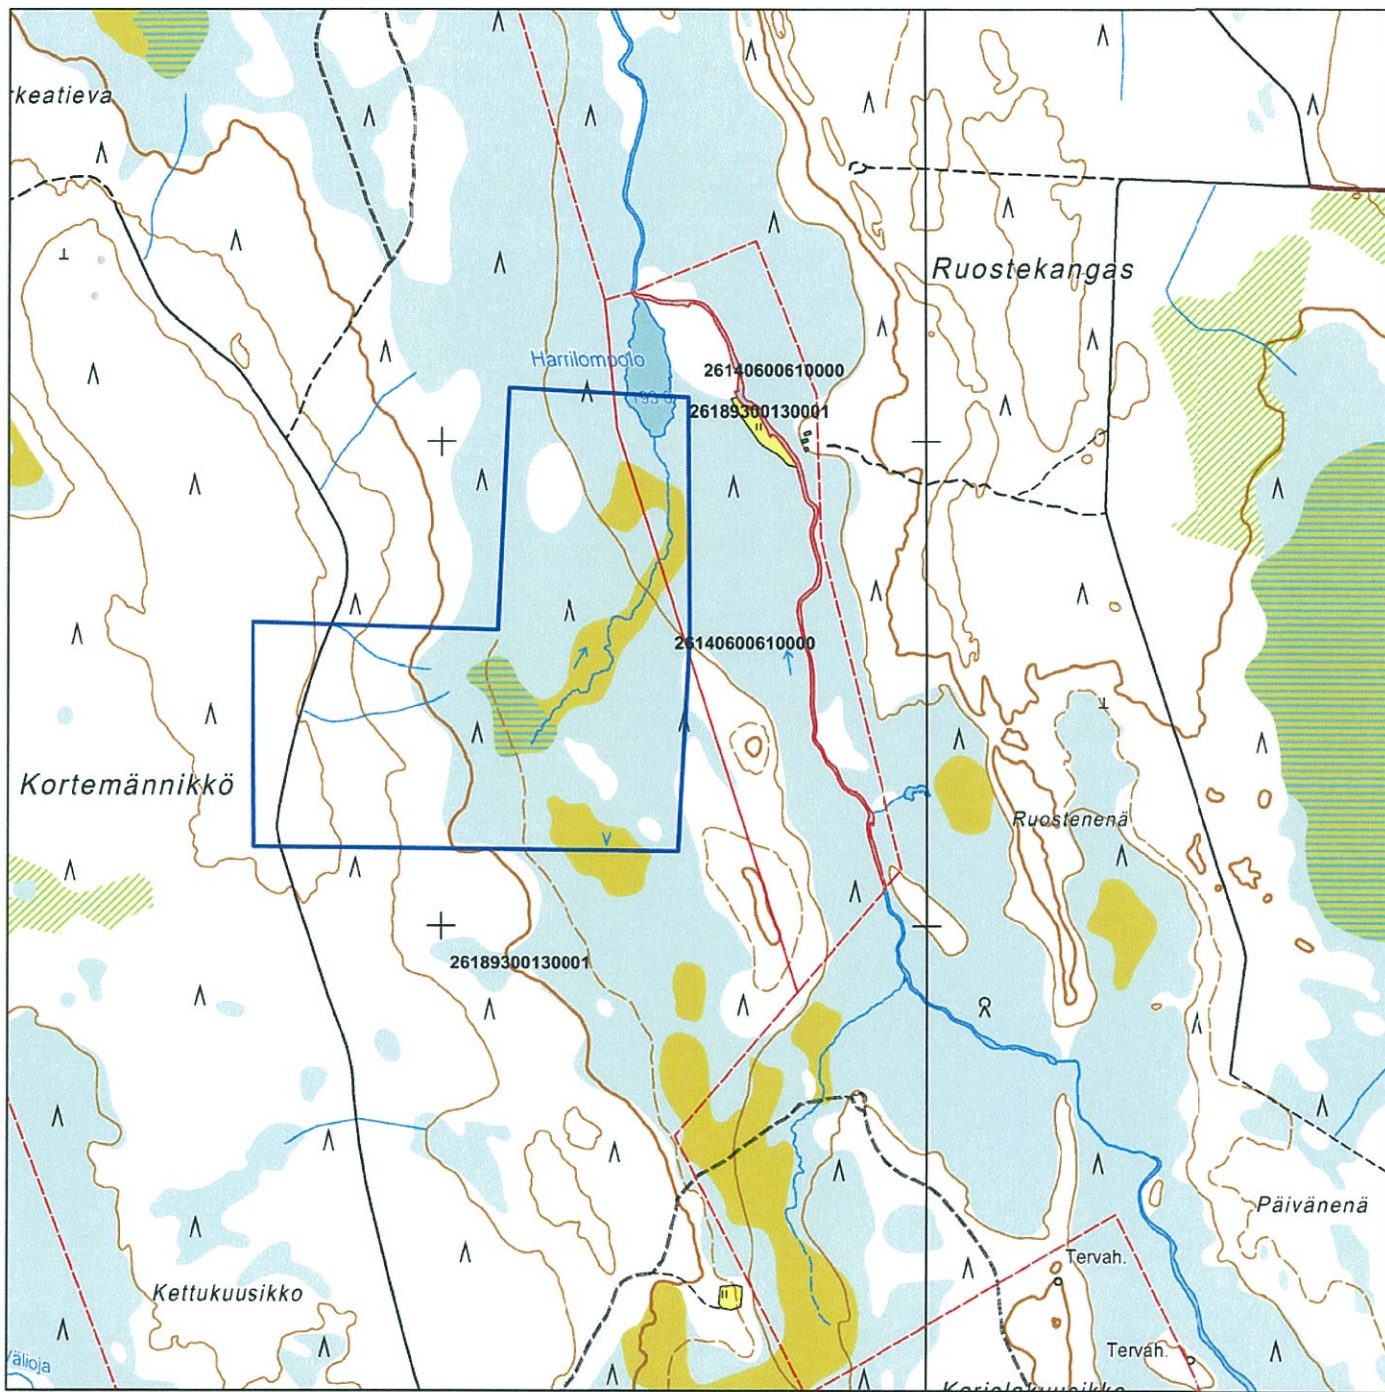 rkeatieva
Ruostekangas
Harrilompolo
26140600610000
26189300130001
26140600610000
Kortemännikkö
Ruostenenä
26189300130001
Päivänenä
Tervah.
Kettukuusikko
Tervah.
Välioja